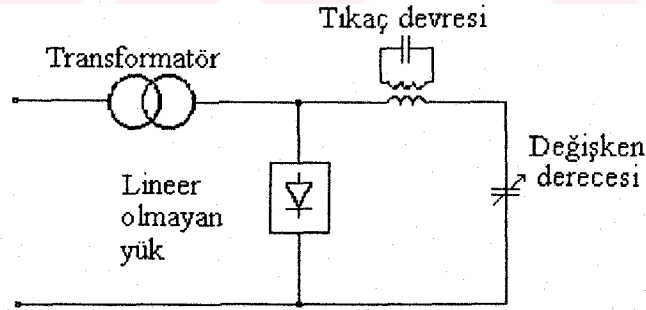 Tıkaç devresi
Transformatör
Değişken
derecesi
Lineer
olmayan
yük